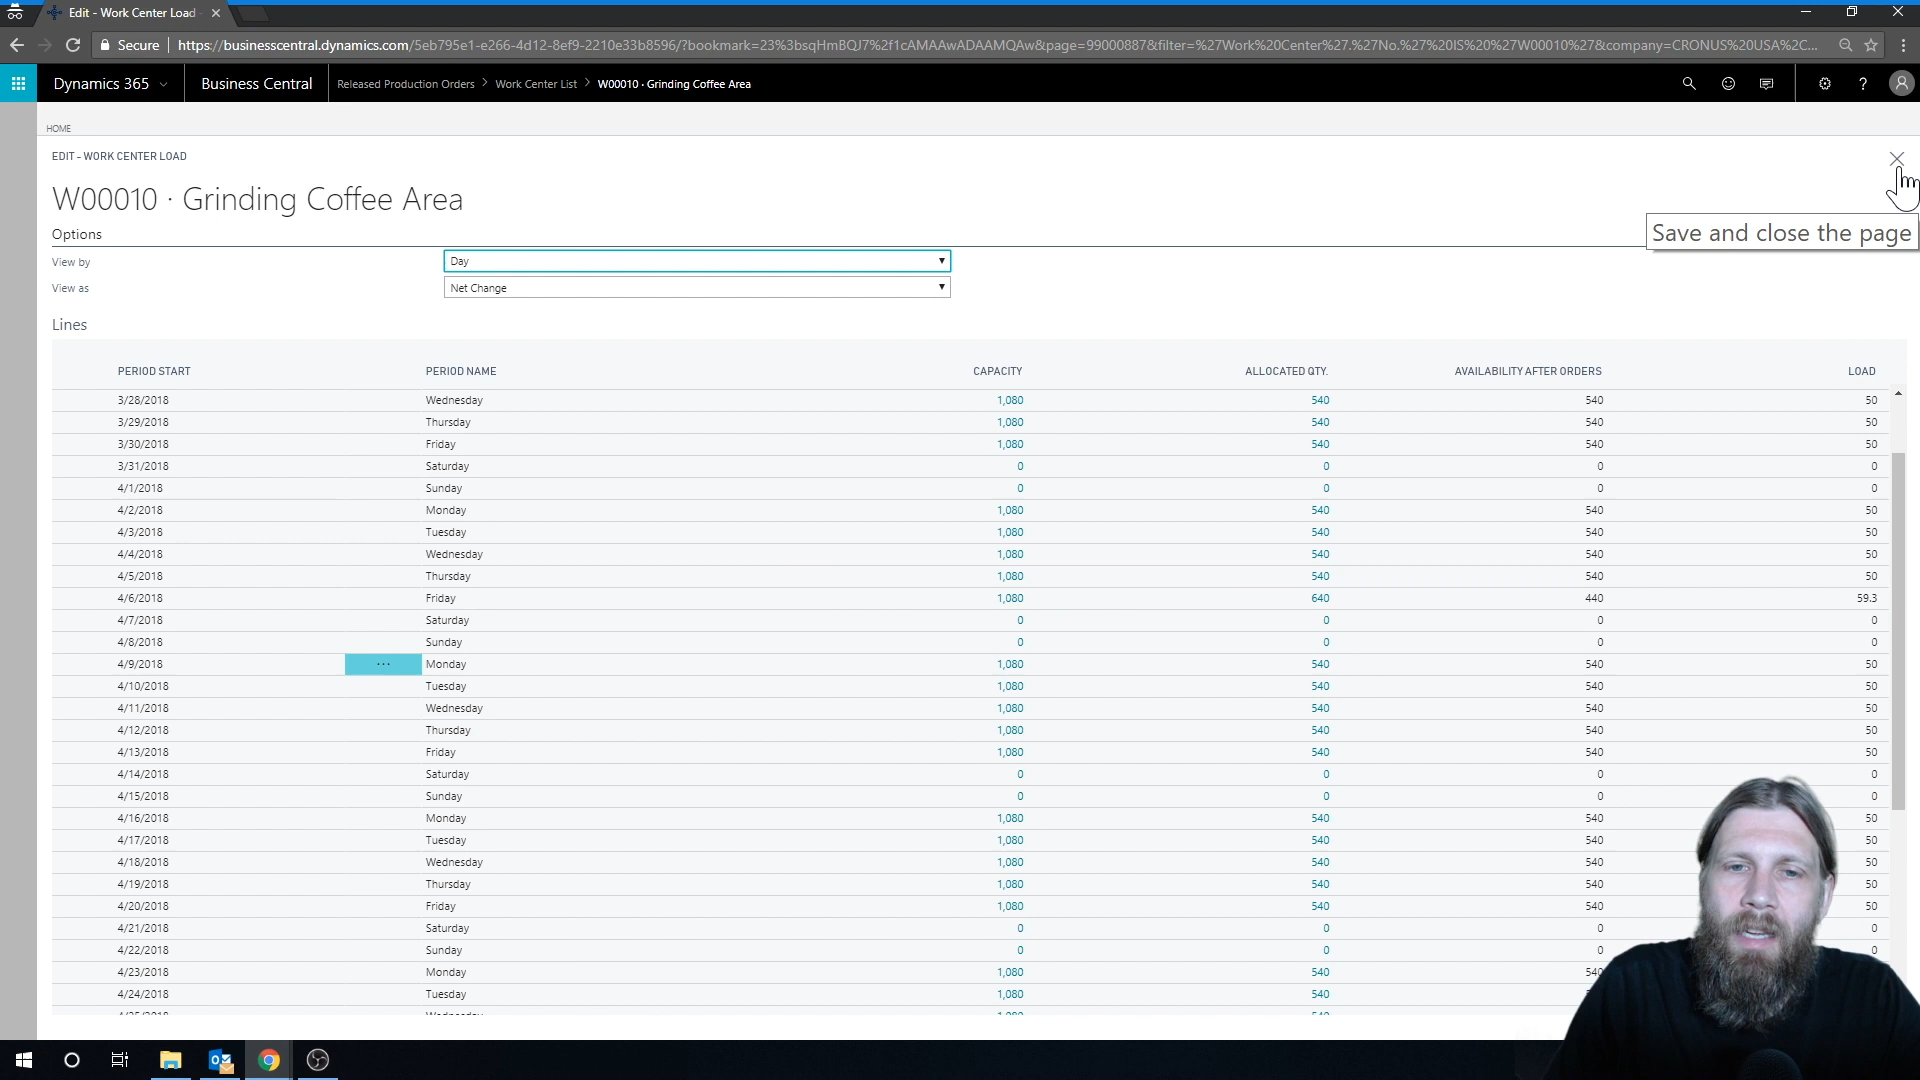 Edit - Work Center Load
Secure https://businesscentral.dynamics.com/5eb795e1-e266-4d12-8ef9-2210e33b8596/?bookmark=23%3bsqHmBQJ7%2f1cAMAAwADAAMQAw&page=99000887&filter=%27Work%20Center%27.%27No.%27%20IS%20%27W00010%27&company=CRONUS%20USA%2C...
Dynamics 365 Business Central Released Production Orders > Work Center List > W00010 · Grinding Coffee Area
HOME
EDIT - WORK CENTER LOAD
W00010 · Grinding Coffee Area
Save and close the page
Options
View by Day
View as Net Change
Lines
PERIOD START PERIOD NAME CAPACITY ALLOCATED QTY. AVAILABILITY AFTER ORDERS LOAD
3/28/2018 Wednesday 1,080 540 540 50
3/29/2018 Thursday 1,080 540 540 50
3/30/2018 Friday 1,080 540 540 50
3/31/2018 Saturday 0 0 0 0
4/1/2018 Sunday 0 0 0 0
4/2/2018 Monday 1,080 540 540 50
4/3/2018 Tuesday 1,080 540 540 50
4/4/2018 Wednesday 1,080 540 540 50
4/5/2018 Thursday 1,080 540 540 50
4/6/2018 Friday 1,080 640 440 59.3
4/7/2018 Saturday 0 0 0 0
4/8/2018 Sunday 0 0 0 0
4/9/2018 ... Monday 1,080 540 540 50
4/10/2018 Tuesday 1,080 540 540 50
4/11/2018 Wednesday 1,080 540 540 50
4/12/2018 Thursday 1,080 540 540 50
4/13/2018 Friday 1,080 540 540 50
4/14/2018 Saturday 0 0 0 0
4/15/2018 Sunday 0 0 0 0
4/16/2018 Monday 1,080 540 540 50
4/17/2018 Tuesday 1,080 540 540 50
4/18/2018 Wednesday 1,080 540 540 50
4/19/2018 Thursday 1,080 540 540 50
4/20/2018 Friday 1,080 540 540 50
4/21/2018 Saturday 0 0 0 0
4/22/2018 Sunday 0 0 0 0
4/23/2018 Monday 1,080 540 540
4/24/2018 Tuesday 1,080 540